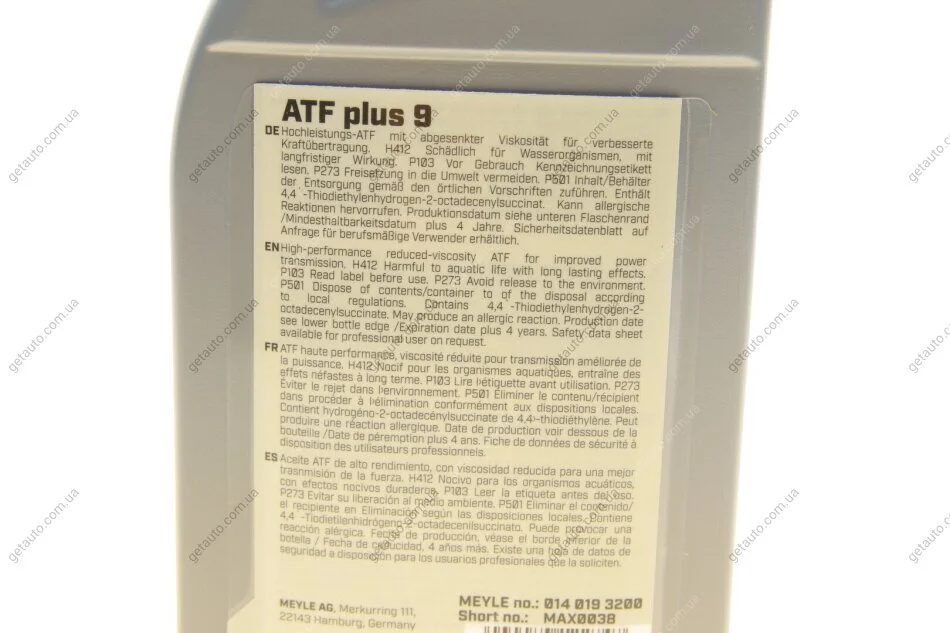 ATF plus 9
DE Hochleistungs-ATF mit abgesenkter Viskosität für verbesserte
Kraftübertragung. H412 Schädlich für Wasserorganismen, mit
langfristiger Wirkung. P103 Vor Gebrauch Kennzeichnungsetikett
lesen. P273 Freisetzung in die Umwelt vermeiden. P501 Inhalt/Behälter
der Entsorgung gemäß den örtlichen Vorschriften zuführen. Enthält
4,4 -Thiodiethylenhydrogen-2-octadecenylsuccinat. Kann allergische
Reaktionen hervorrufen. Produktionsdatum siehe unteren Flaschenrand
/Mindesthaltbarkeitsdatum plus 4 Jahre. Sicherheitsdatenblatt auf
Anfrage für berufsmäßige Verwender erhältlich.
EN High-performance reduced-viscosity ATF for improved power
transmission. H412 Harmful to aquatic life with long lasting effects.
P103 Read label before use. P273 Avoid release to the environment.
P501 Dispose of contents/container to of the disposal according
to local regulations. Contains 4,4 -Thiodiethylenhydrogen-2-
octadecenylsuccinate. May produce an allergic reaction. Production date
see lower bottle edge /Expiration date plus 4 years. Safety data sheet
available for professional user on request.
FR ATF haute performance, viscosité réduite pour transmission améliorée de
la puissance. H412 Nocif pour les organismes aquatiques, entraîne des
effets néfastes à long terme. P103 Lire l›étiquette avant utilisation. P273
Éviter le rejet dans l›environnement. P501 Éliminer le contenu/récipient
dans procéder à l›élimination conformément aux dispositions locales.
Contient hydrogéno-2-octadecénylsuccinate de 4,4›-thiodiéthylène. Peut
produire une réaction allergique. Date de production voir dessous de la
bouteille /Date de péremption plus 4 ans. Fiche de données de sécurité à
disposition des utilisateurs professionnels.
ES Aceite ATF de alto rendimiento, con viscosidad reducida para una mejor
trasnmisión de la fuerza. H412 Nocivo para los organismos acuáticos,
con efectos nocivos duraderos. P103 Leer la etiqueta antes del uso.
P273 Evitar su liberación al medio ambiente. P501 Eliminar el contenido/
el recipiente en Eliminación según las disposiciones locales. Contiene
4,4 -Tiodietilenhidrógeno-2-octadecenilsuccinato. Puede provocar una
reacción alérgica. Fecha de producción, véase el borde inferior de la
botella / Fecha de caducidad, 4 años más. Existe una hoja de datos de
seguridad a disposición para los usuarios profesionales que la soliciten.
MEYLE AG, Merkurring 111,
22143 Hamburg, Germany
MEYLE no.: 014 019 3200
Short no.: MAX0038
getauto.com.ua